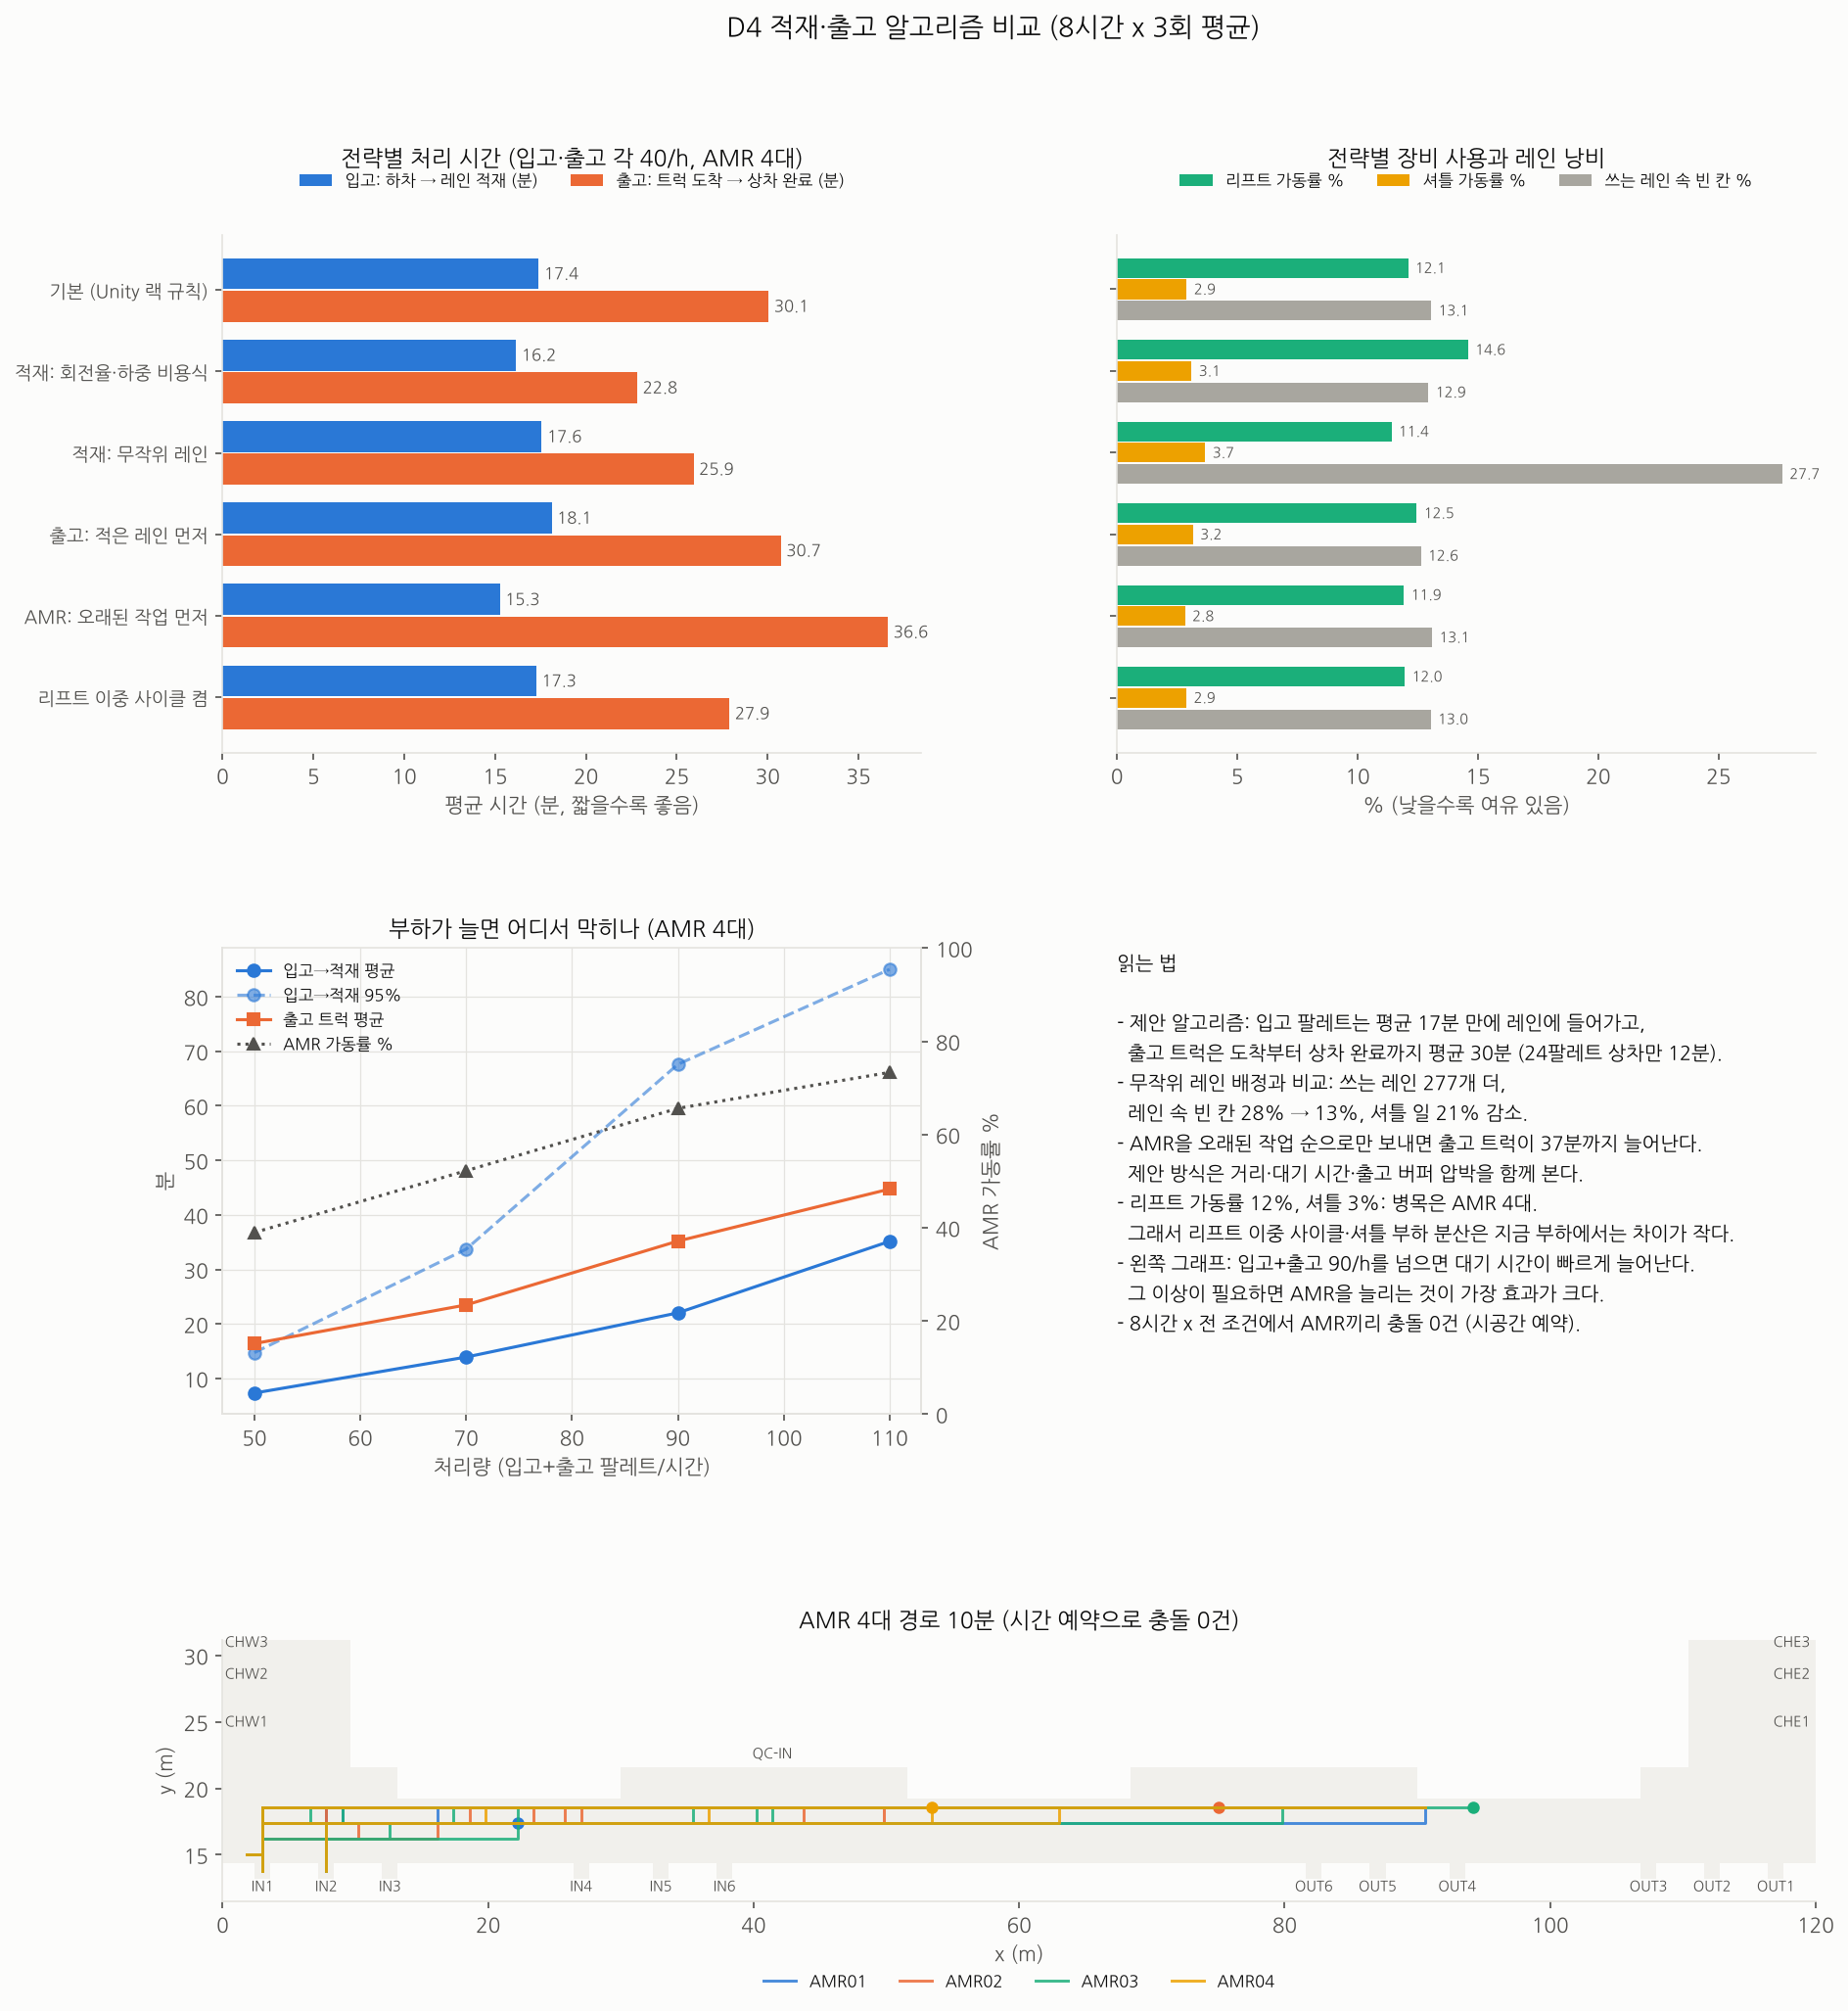 D4 적재·출고 알고리즘 비교 (8시간 x 3회 평균)
전략별 처리 시간 (입고·출고 각 40/h, AMR 4대)
입고: 하차 → 레인 적재 (분)
출고: 트럭 도착 → 상차 완료 (분)
기본 (Unity 랙 규칙)
17.4
30.1
적재: 회전율·하중 비용식
16.2
22.8
적재: 무작위 레인
17.6
25.9
출고: 적은 레인 먼저
18.1
30.7
AMR: 오래된 작업 먼저
15.3
36.6
리프트 이중 사이클 켬
17.3
27.9
0 5 10 15 20 25 30 35
평균 시간 (분, 짧을수록 좋음)
전략별 장비 사용과 레인 낭비
리프트 가동률 %
셔틀 가동률 %
쓰는 레인 속 빈 칸 %
12.1
2.9
13.1
14.6
3.1
12.9
11.4
3.7
27.7
12.5
3.2
12.6
11.9
2.8
13.1
12.0
2.9
13.0
0 5 10 15 20 25
% (낮을수록 여유 있음)
부하가 늘면 어디서 막히나 (AMR 4대)
입고→적재 평균
입고→적재 95%
출고 트럭 평균
AMR 가동률 %
80
70
60
50
40
30
20
10
분
100
80
60
40
20
0
AMR 가동률 %
50 60 70 80 90 100 110
처리량 (입고+출고 팔레트/시간)
읽는 법
- 제안 알고리즘: 입고 팔레트는 평균 17분 만에 레인에 들어가고,
출고 트럭은 도착부터 상차 완료까지 평균 30분 (24팔레트 상차만 12분).
- 무작위 레인 배정과 비교: 쓰는 레인 277개 더,
레인 속 빈 칸 28% → 13%, 셔틀 일 21% 감소.
- AMR을 오래된 작업 순으로만 보내면 출고 트럭이 37분까지 늘어난다.
제안 방식은 거리·대기 시간·출고 버퍼 압박을 함께 본다.
- 리프트 가동률 12%, 셔틀 3%: 병목은 AMR 4대.
그래서 리프트 이중 사이클·셔틀 부하 분산은 지금 부하에서는 차이가 작다.
- 왼쪽 그래프: 입고+출고 90/h를 넘으면 대기 시간이 빠르게 늘어난다.
그 이상이 필요하면 AMR을 늘리는 것이 가장 효과가 크다.
- 8시간 x 전 조건에서 AMR끼리 충돌 0건 (시공간 예약).
AMR 4대 경로 10분 (시간 예약으로 충돌 0건)
30
25
20
15
y (m)
CHW3
CHW2
CHW1
QC-IN
CHE3
CHE2
CHE1
IN1 IN2 IN3 IN4 IN5 IN6 OUT6 OUT5 OUT4 OUT3 OUT2 OUT1
0 20 40 60 80 100 120
x (m)
AMR01 AMR02 AMR03 AMR04